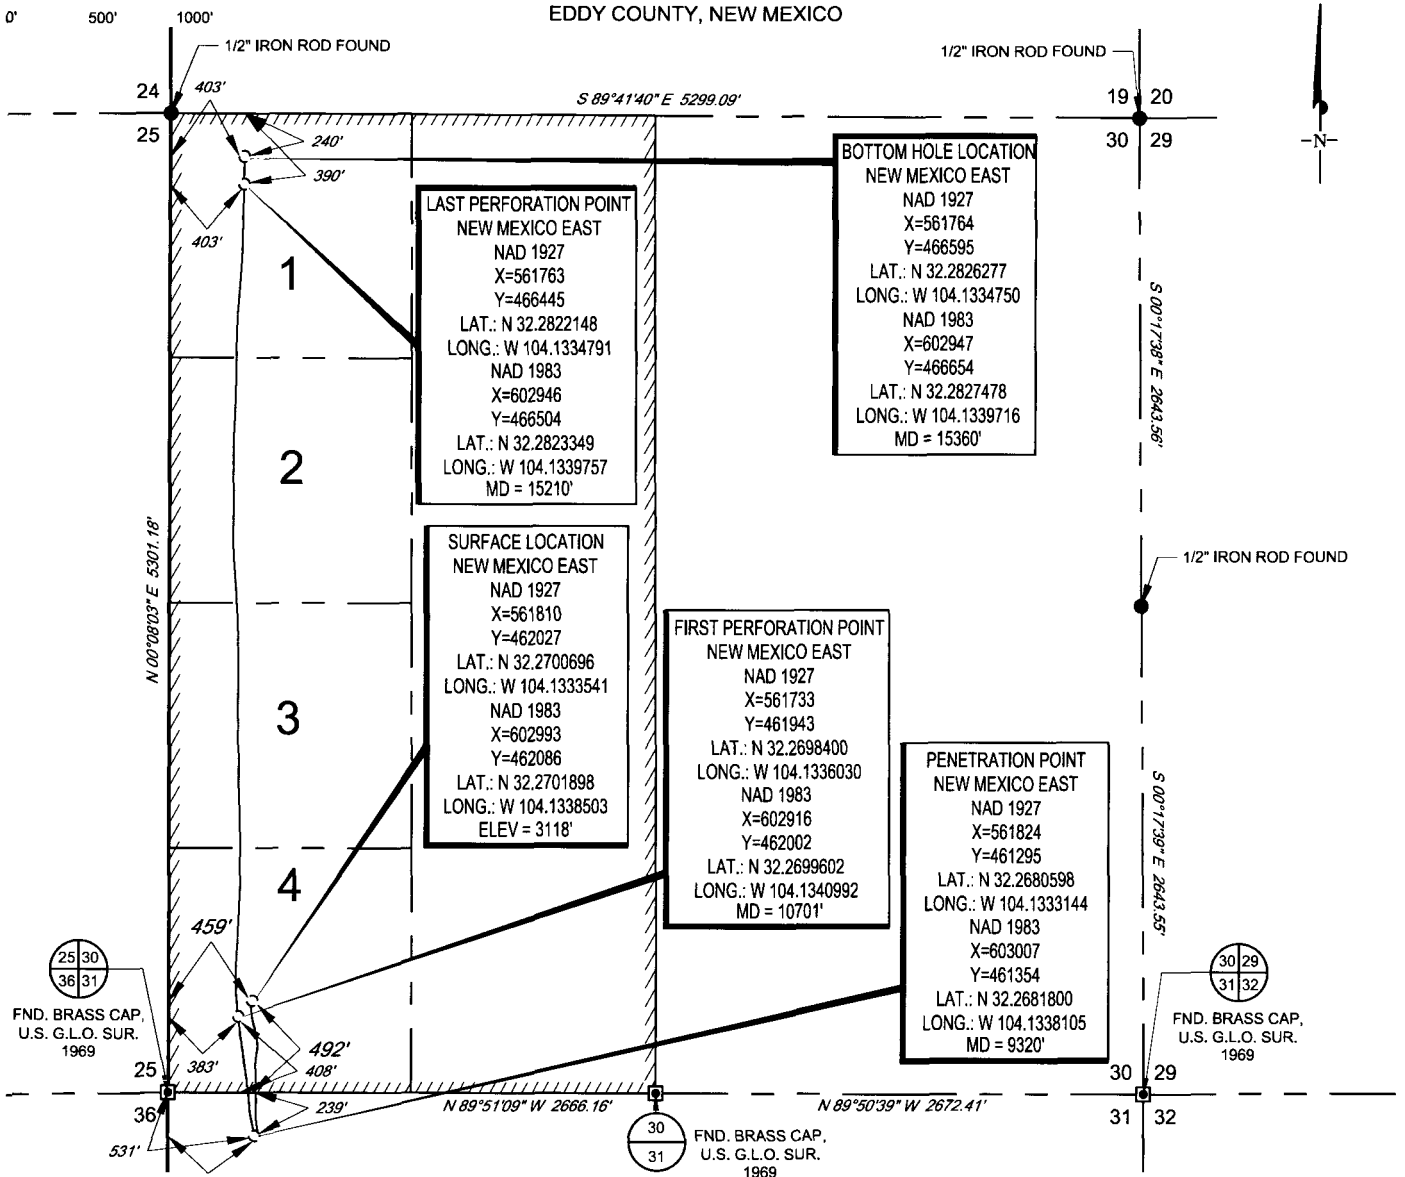 0' 500' 1000'
EDDY COUNTY, NEW MEXICO
1/2" IRON ROD FOUND
1/2" IRON ROD FOUND
24
25
403'
S 89°41'40" E 5299.09'
19 20
30 29
-N-
240'
390'
403'
BOTTOM HOLE LOCATION
NEW MEXICO EAST
NAD 1927
X=561764
Y=466595
LAT.: N 32.2826277
LONG.: W 104.1334750
NAD 1983
X=602947
Y=466654
LAT.: N 32.2827478
LONG.: W 104.1339716
MD = 15360'
LAST PERFORATION POINT
NEW MEXICO EAST
NAD 1927
X=561763
Y=466445
LAT.: N 32.2822148
LONG.: W 104.1334791
NAD 1983
X=602946
Y=466504
LAT.: N 32.2823349
LONG.: W 104.1339757
MD = 15210'
1
2
3
4
S 00°17'38" E 2643.56'
N 00°08'03" E 5301.18'
1/2" IRON ROD FOUND
SURFACE LOCATION
NEW MEXICO EAST
NAD 1927
X=561810
Y=462027
LAT.: N 32.2700696
LONG.: W 104.1333541
NAD 1983
X=602993
Y=462086
LAT.: N 32.2701898
LONG.: W 104.1338503
ELEV = 3118'
FIRST PERFORATION POINT
NEW MEXICO EAST
NAD 1927
X=561733
Y=461943
LAT.: N 32.2698400
LONG.: W 104.1336030
NAD 1983
X=602916
Y=462002
LAT.: N 32.2699602
LONG.: W 104.1340992
MD = 10701'
PENETRATION POINT
NEW MEXICO EAST
NAD 1927
X=561824
Y=461295
LAT.: N 32.2680598
LONG.: W 104.1333144
NAD 1983
X=603007
Y=461354
LAT.: N 32.2681800
LONG.: W 104.1338105
MD = 9320'
S 00°17'39" E 2643.55'
459'
25 30
36 31
FND. BRASS CAP,
U.S. G.L.O. SUR.
1969
30 29
31 32
FND. BRASS CAP,
U.S. G.L.O. SUR.
1969
383'
492'
408'
25
36
239'
531'
N 89°51'09" W 2666.16'
N 89°50'39" W 2672.41'
30 29
31 32
30
31
FND. BRASS CAP,
U.S. G.L.O. SUR.
1969